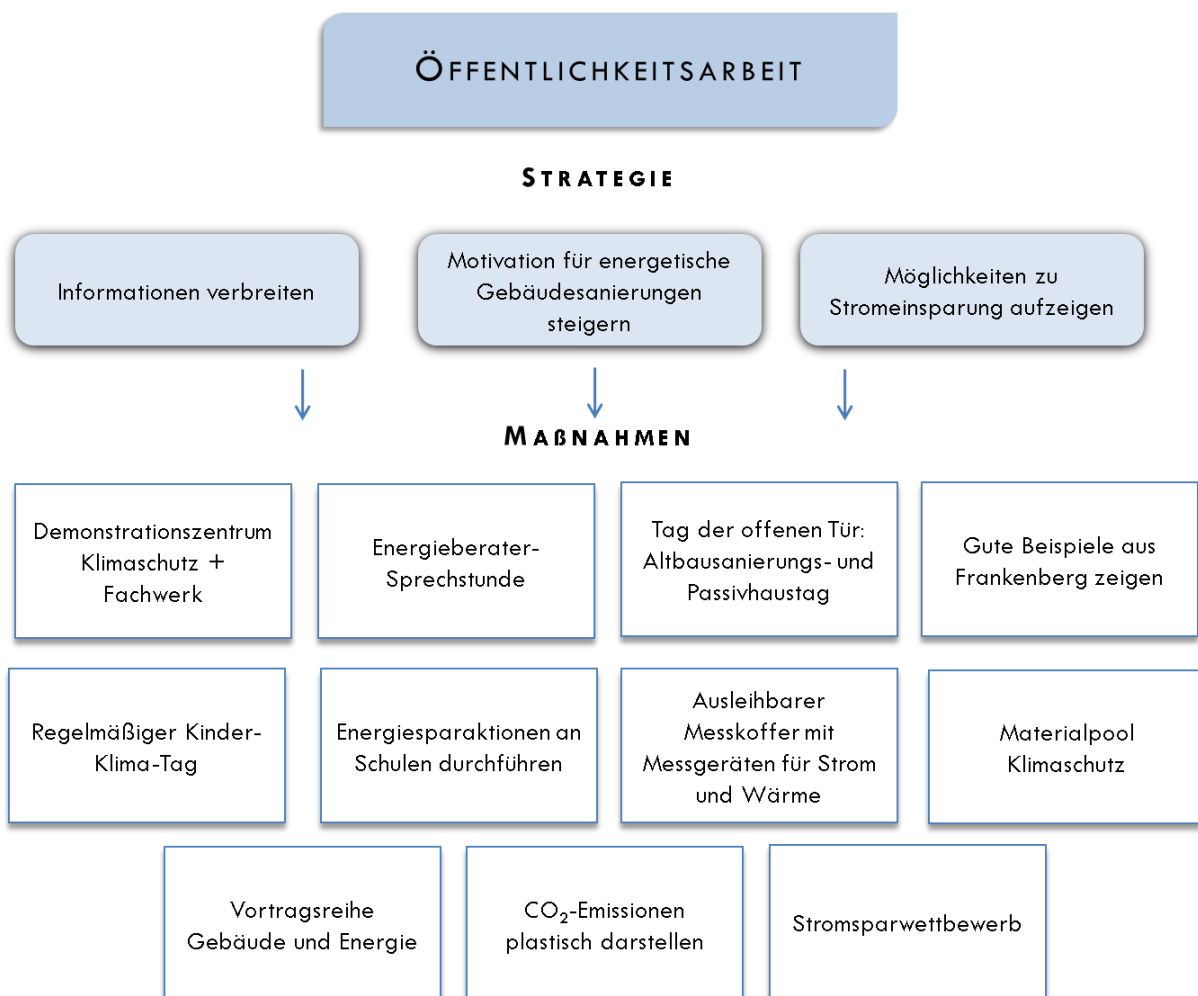 ÖFFENTLICHKEITSARBEIT
STRATEGIE
Informationen verbreiten
Motivation für energetische
Gebäudesanierungen
steigern
Möglichkeiten zu
Stromeinsparung aufzeigen
MAßNAHMEN
Demonstrationszentrum
Klimaschutz +
Fachwerk
Energieberater-
Sprechstunde
Tag der offenen Tür:
Altbausanierungs- und
Passivhaustag
Gute Beispiele aus
Frankenberg zeigen
Regelmäßiger Kinder-
Klima-Tag
Energiesparaktionen an
Schulen durchführen
Ausleihbarer
Messkoffer mit
Messgeräten für Strom
und Wärme
Materialpool
Klimaschutz
Vortragsreihe
Gebäude und Energie
CO₂-Emissionen
plastisch darstellen
Stromsparwettbewerb